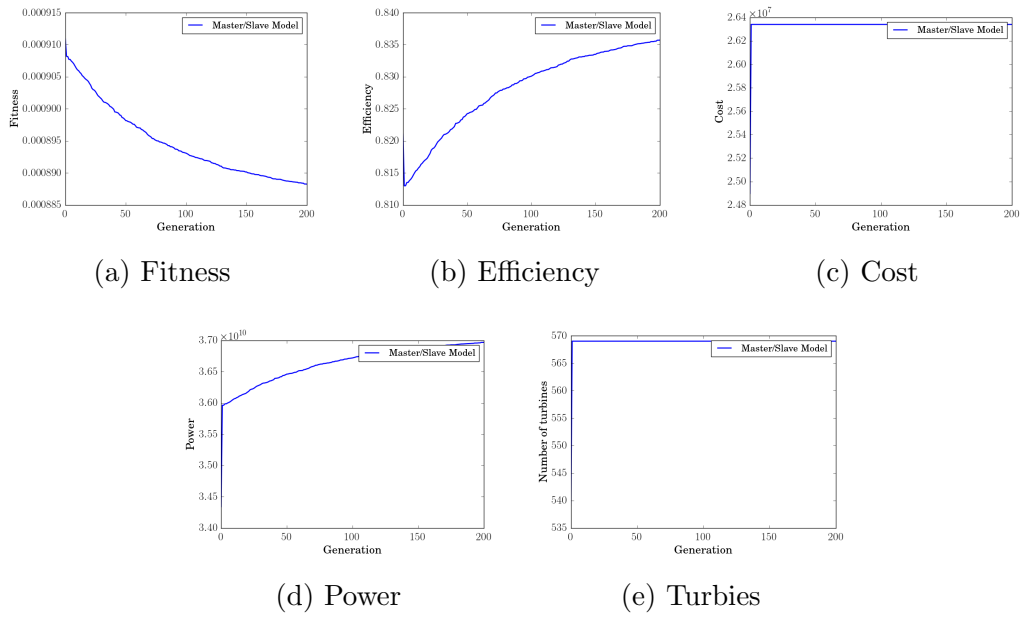 0.000915
0.000910
0.000905
0.000900
0.000895
0.000890
0.000885
Fitness
0 50 100 150 200
Generation
Master/Slave Model
(a) Fitness
0.840
0.835
0.830
0.825
0.820
0.815
0.810
Efficiency
0 50 100 150 200
Generation
Master/Slave Model
(b) Efficiency
×10⁷
2.64
2.62
2.60
2.58
2.56
2.54
2.52
2.50
2.48
Cost
0 50 100 150 200
Generation
Master/Slave Model
(c) Cost
×10¹⁰
3.70
3.65
3.60
3.55
3.50
3.45
3.40
Power
0 50 100 150 200
Generation
Master/Slave Model
(d) Power
570
565
560
555
550
545
540
535
Number of turbines
0 50 100 150 200
Generation
Master/Slave Model
(e) Turbies